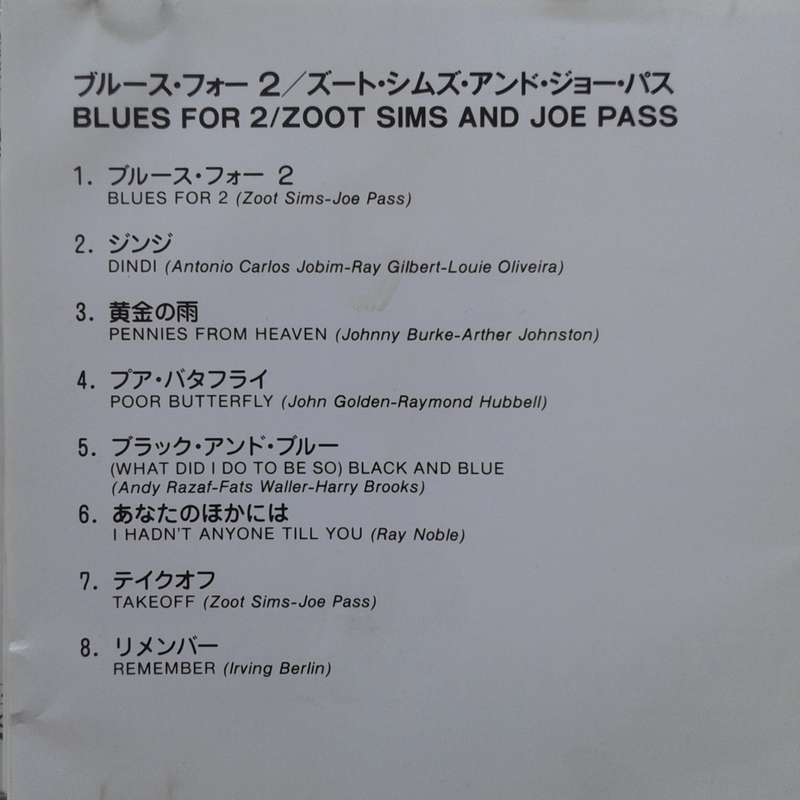 ブルース・フォー 2／ズート・シムズ・アンド・ジョー・パス
BLUES FOR 2/ZOOT SIMS AND JOE PASS
1. ブルース・フォー 2
BLUES FOR 2 (Zoot Sims-Joe Pass)
2. ジンジ
DINDI (Antonio Carlos Jobim-Ray Gilbert-Louie Oliveira)
3. 黄金の雨
PENNIES FROM HEAVEN (Johnny Burke-Arther Johnston)
4. プア・バタフライ
POOR BUTTERFLY (John Golden-Raymond Hubbell)
5. ブラック・アンド・ブルー
(WHAT DID I DO TO BE SO) BLACK AND BLUE
(Andy Razaf-Fats Waller-Harry Brooks)
6. あなたのほかには
I HADN'T ANYONE TILL YOU (Ray Noble)
7. テイクオフ
TAKEOFF (Zoot Sims-Joe Pass)
8. リメンバー
REMEMBER (Irving Berlin)